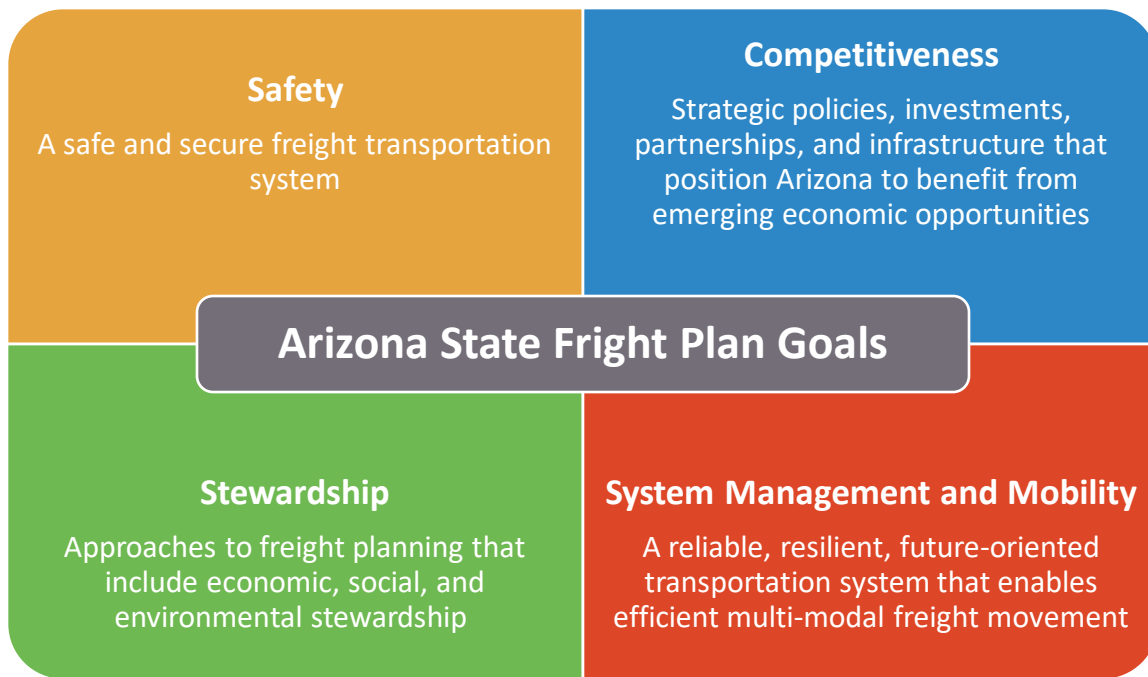 Safety
A safe and secure freight transportation
system
Competitiveness
Strategic policies, investments,
partnerships, and infrastructure that
position Arizona to benefit from
emerging economic opportunities
Arizona State Fright Plan Goals
Stewardship
Approaches to freight planning that
include economic, social, and
environmental stewardship
System Management and Mobility
A reliable, resilient, future-oriented
transportation system that enables
efficient multi-modal freight movement